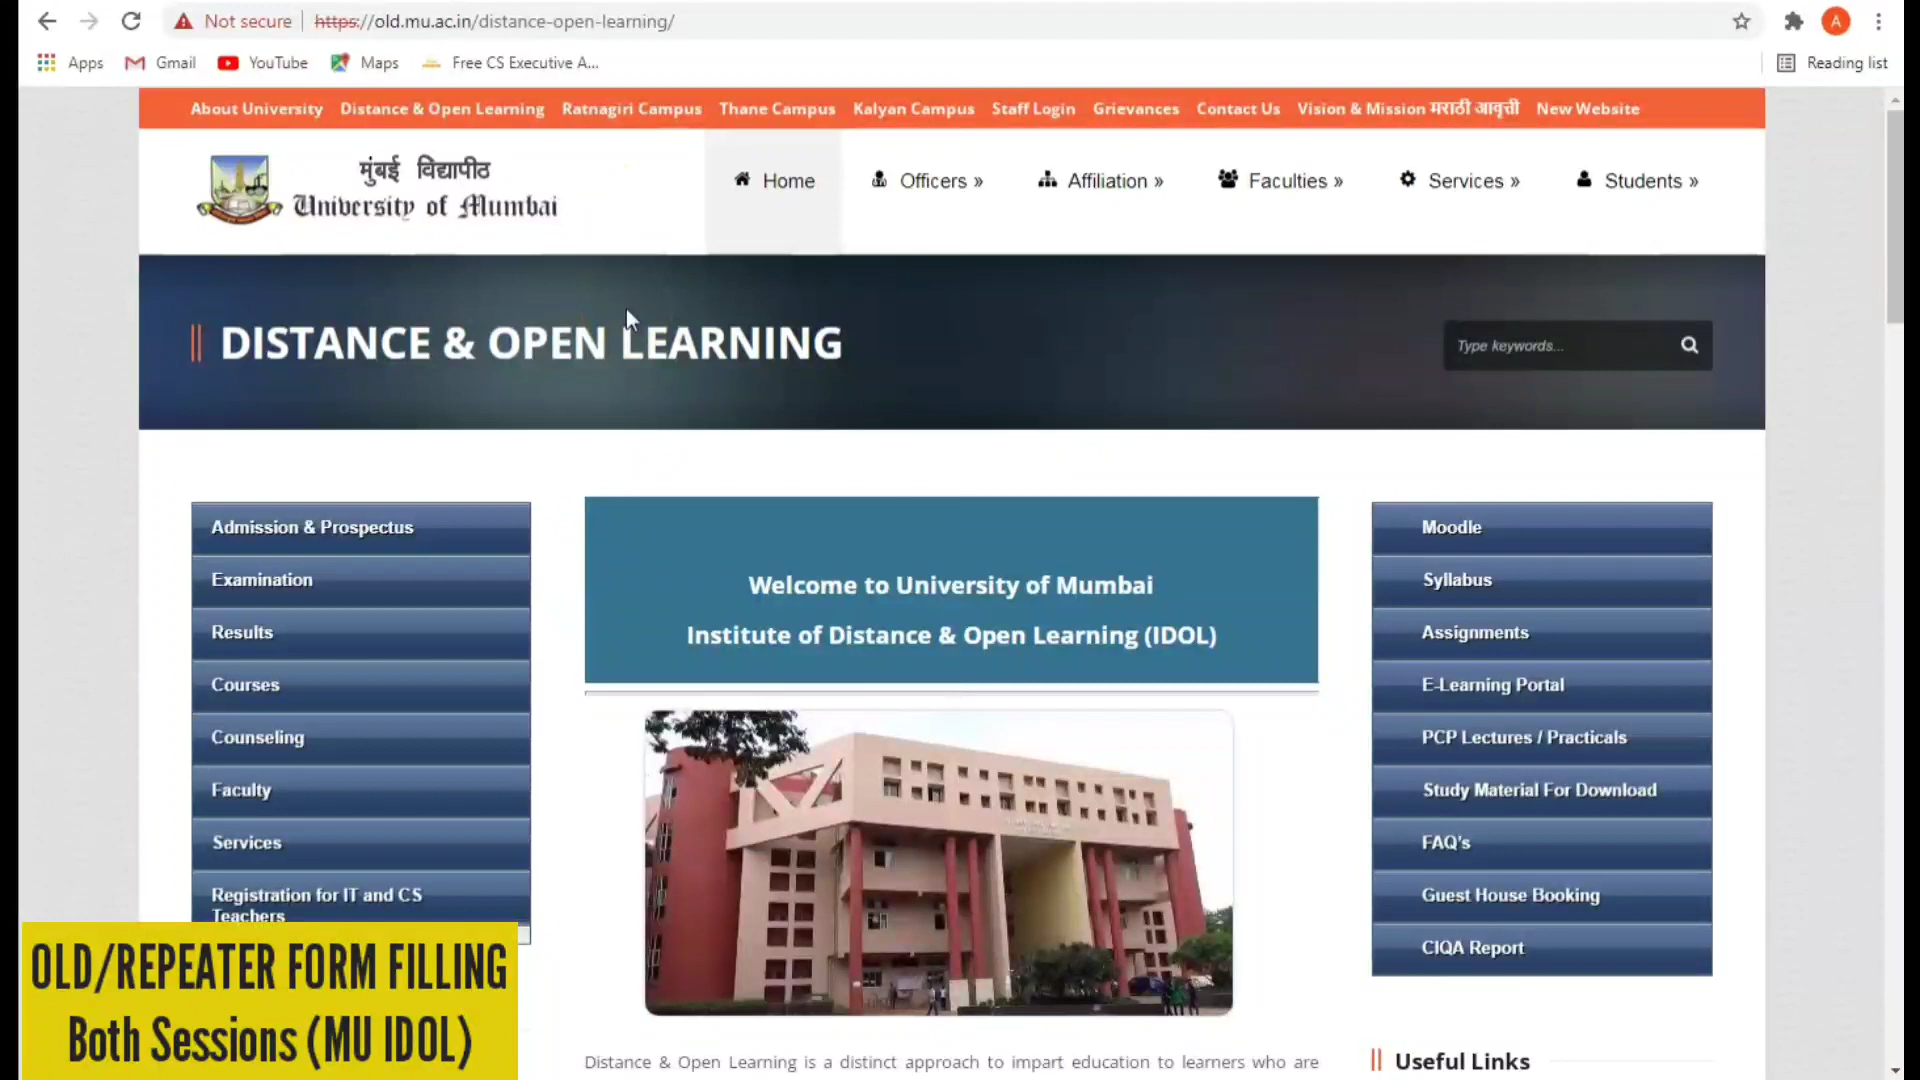 Not secure https://old.mu.ac.in/distance-open-learning/ A
Apps Gmail YouTube Maps Free CS Executive A... Reading list
About University Distance & Open Learning Ratnagiri Campus Thane Campus Kalyan Campus Staff Login Grievances Contact Us Vision & Mission मराठी आवृत्ती New Website
मुंबई विद्यापीठ
University of Mumbai
Home Officers » Affiliation » Faculties » Services » Students »
DISTANCE & OPEN LEARNING
Type keywords...
Admission & Prospectus
Examination
Results
Courses
Counseling
Faculty
Services
Registration for IT and CS
Teachers
Welcome to University of Mumbai
Institute of Distance & Open Learning (IDOL)
Distance & Open Learning is a distinct approach to impart education to learners who are
Moodle
Syllabus
Assignments
E-Learning Portal
PCP Lectures / Practicals
Study Material For Download
FAQ's
Guest House Booking
CIQA Report
Useful Links
OLD/REPEATER FORM FILLING
Both Sessions (MU IDOL)